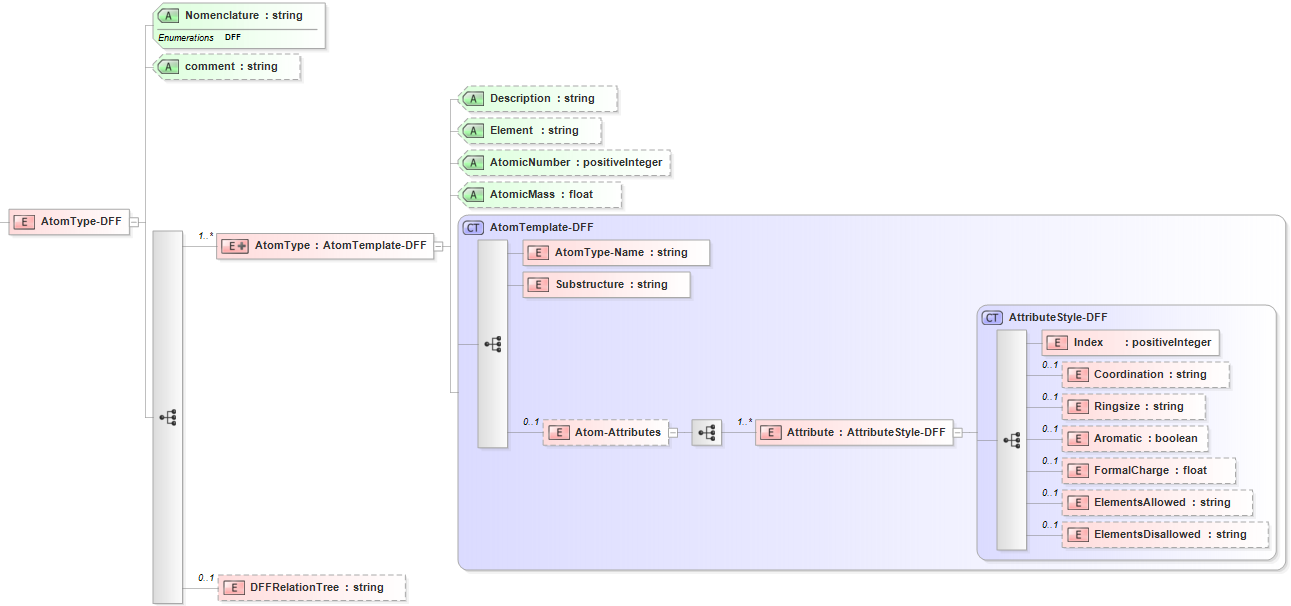 A Nomenclature : string
Enumerations DFF
A comment : string
A Description : string
A Element : string
A AtomicNumber : positiveInteger
A AtomicMass : float
E AtomType-DFF
CT AtomTemplate-DFF
1..*
E+ AtomType : AtomTemplate-DFF
E AtomType-Name : string
E Substructure : string
CT AttributeStyle-DFF
E Index : positiveInteger
0..1
E Coordination : string
0..1
E Ringsize : string
0..1
E Atom-Attributes
1..*
E Attribute : AttributeStyle-DFF
0..1
E Aromatic : boolean
0..1
E FormalCharge : float
0..1
E ElementsAllowed : string
0..1
E ElementsDisallowed : string
0..1
E DFFRelationTree : string